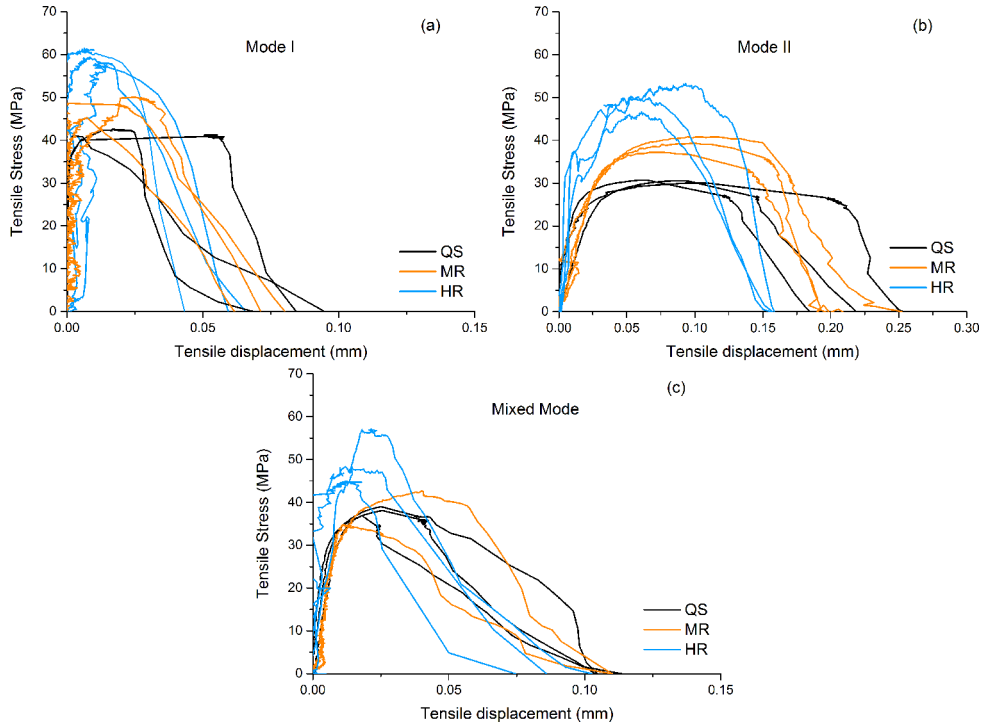 (a)
Mode I
70
60
50
40
30
20
10
0
Tensile Stress (MPa)
QS
MR
HR
0.00
0.05
0.10
0.15
Tensile displacement (mm)
(b)
Mode II
70
60
50
40
30
20
10
0
Tensile Stress (MPa)
QS
MR
HR
0.00
0.05
0.10
0.15
0.20
0.25
0.30
Tensile displacement (mm)
(c)
Mixed Mode
70
60
50
40
30
20
10
0
Tensile Stress (MPa)
QS
MR
HR
0.00
0.05
0.10
0.15
Tensile displacement (mm)